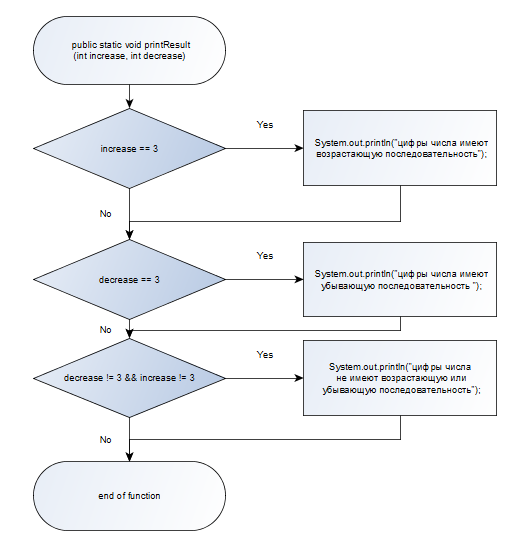 public static void printResult
(int increase, int decrease)
increase == 3
Yes
System.out.println("цифры числа имеют
возрастающую последовательность");
No
decrease == 3
Yes
System.out.println("цифры числа имеют
убывающую последовательность ");
No
decrease != 3 && increase != 3
Yes
System.out.println("цифры числа
не имеют возрастающую или
убывающую последовательность");
No
end of function